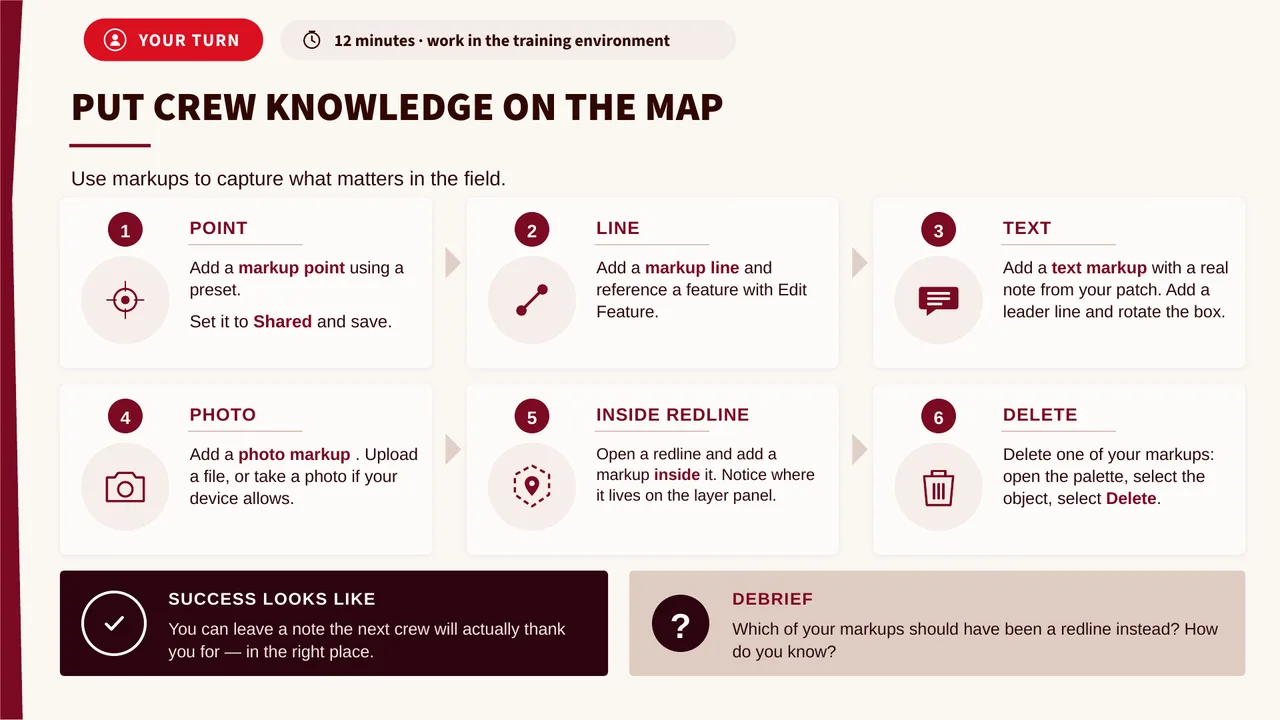 YOUR TURN
12 minutes · work in the training environment
PUT CREW KNOWLEDGE ON THE MAP
Use markups to capture what matters in the field.
1
POINT
Add a markup point using a
preset.
Set it to Shared and save.
2
LINE
Add a markup line and
reference a feature with Edit
Feature.
3
TEXT
Add a text markup with a real
note from your patch. Add a
leader line and rotate the box.
4
PHOTO
Add a photo markup . Upload
a file, or take a photo if your
device allows.
5
INSIDE REDLINE
Open a redline and add a
markup inside it. Notice where
it lives on the layer panel.
6
DELETE
Delete one of your markups:
open the palette, select the
object, select Delete.
SUCCESS LOOKS LIKE
You can leave a note the next crew will actually thank
you for — in the right place.
?
DEBRIEF
Which of your markups should have been a redline instead? How
do you know?